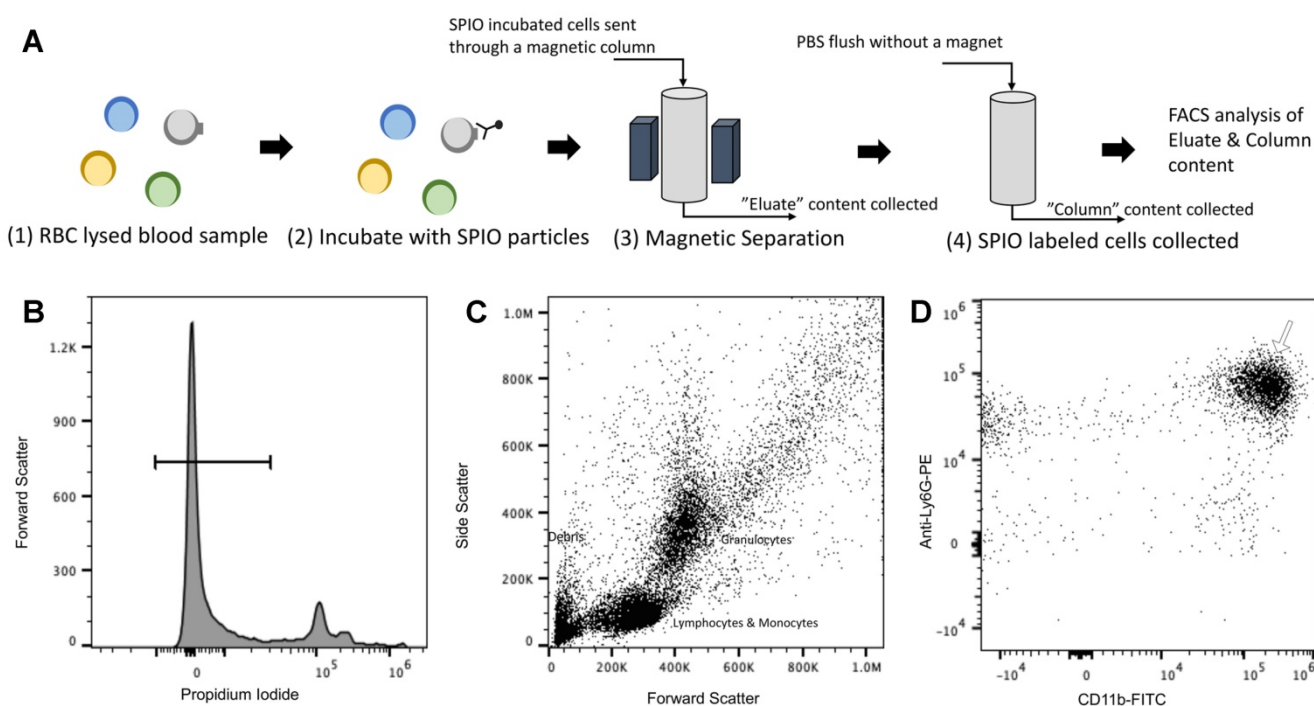 A
SPIO incubated cells sent
through a magnetic column
PBS flush without a magnet
FACS analysis of
Eluate & Column
content
"Eluate" content collected
"Column" content collected
(1) RBC lysed blood sample
(2) Incubate with SPIO particles
(3) Magnetic Separation
(4) SPIO labeled cells collected
B
Forward Scatter
1.2K
900
600
300
0
0
10^5
10^6
Propidium Iodide
C
Side Scatter
1.0M
800K
600K
400K
200K
0
Debris
Granulocytes
Lymphocytes & Monocytes
0
200K
400K
600K
800K
1.0M
Forward Scatter
D
Anti-Ly6G-PE
10^6
10^5
10^4
0
-10^4
-10^4
0
10^4
10^5
10^6
CD11b-FITC